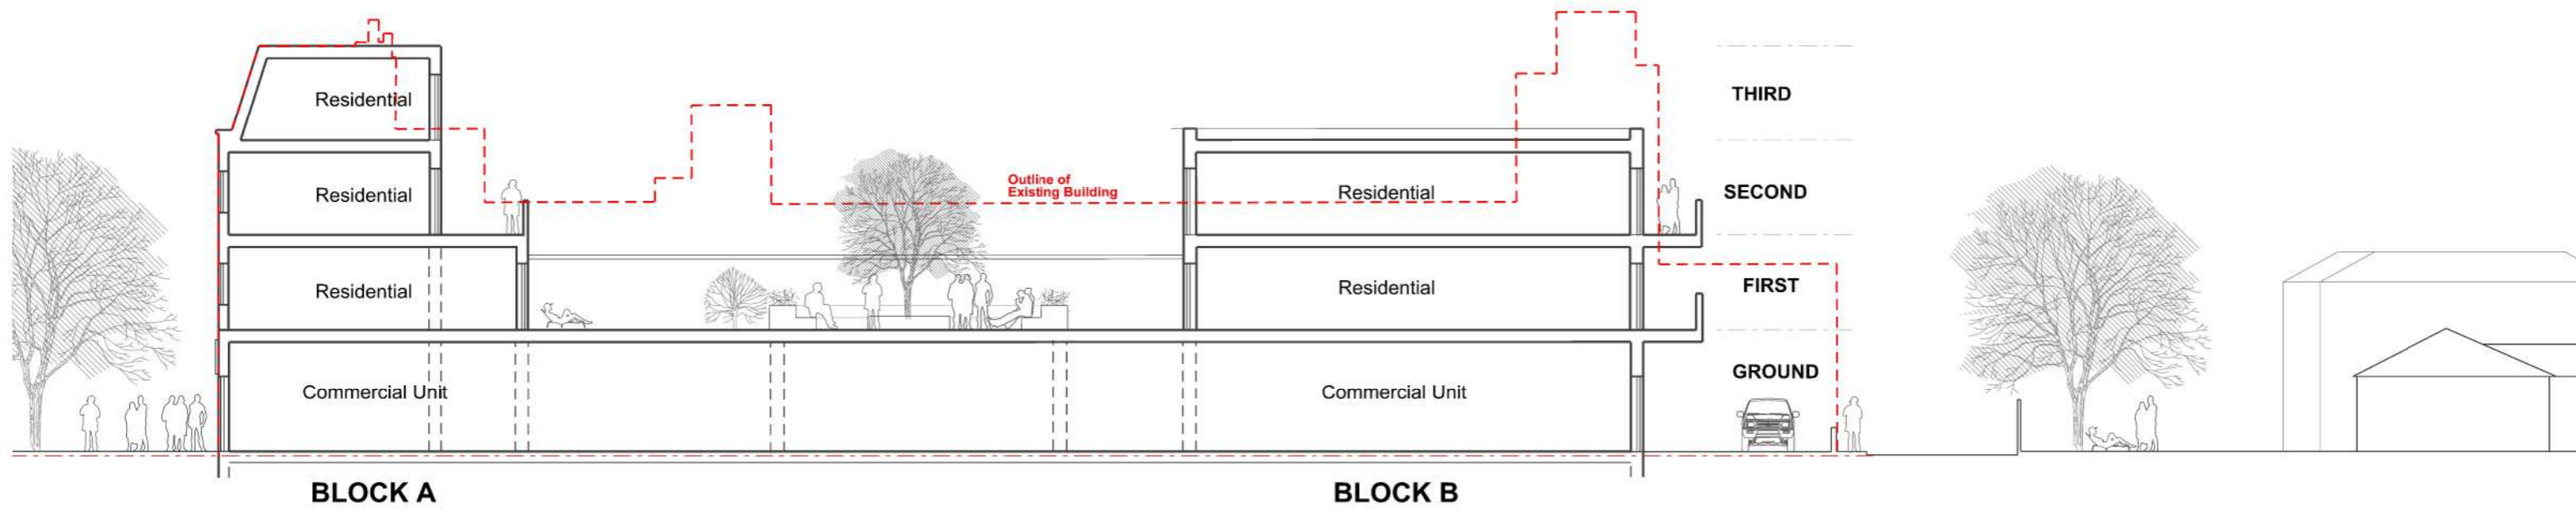 Residential
THIRD
Residential
Outline of
Existing Building
Residential
SECOND
Residential
Residential
FIRST
Commercial Unit
Commercial Unit
GROUND
BLOCK A
BLOCK B